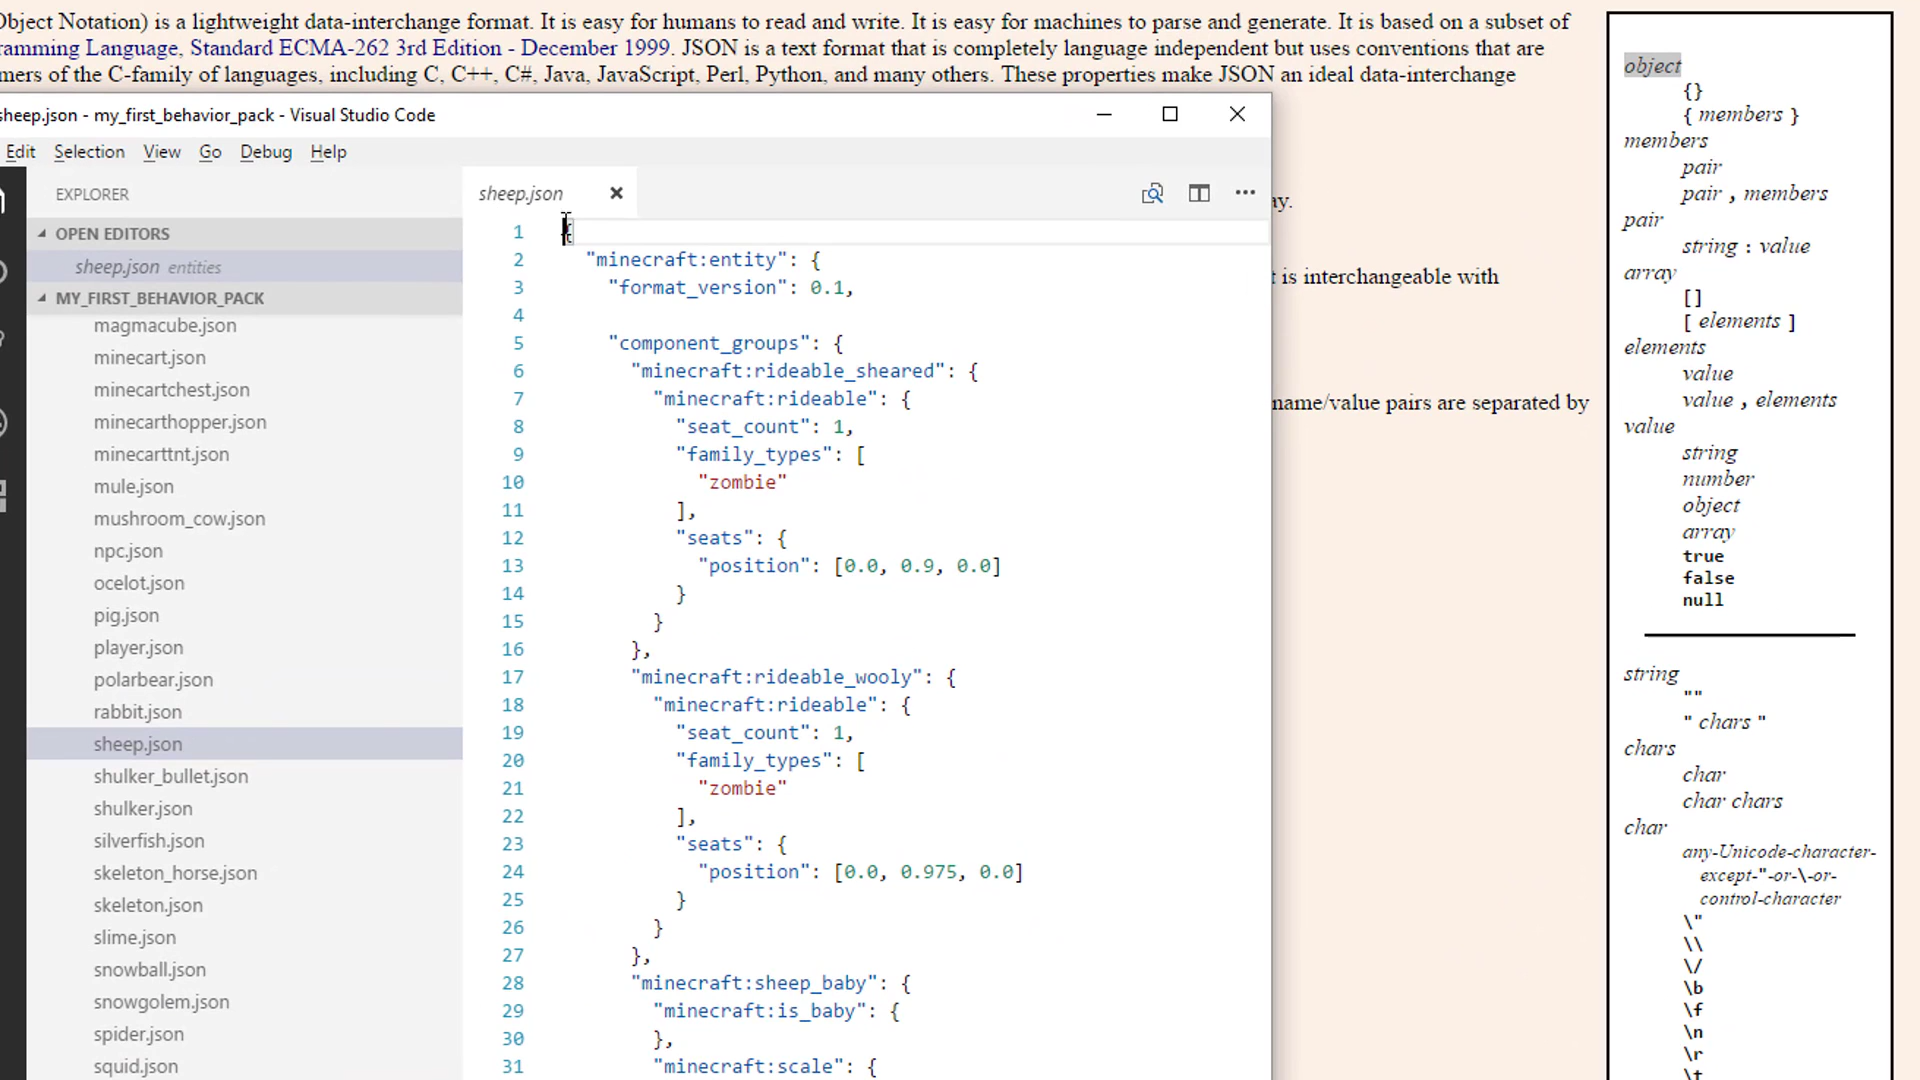 Object Notation) is a lightweight data-interchange format. It is easy for humans to read and write. It is easy for machines to parse and generate. It is based on a subset of
Language, Standard ECMA-262 3rd Edition - December 1999. JSON is a text format that is completely language independent but uses conventions that are
of the C-family of languages, including C, C++, C#, Java, JavaScript, Perl, Python, and many others. These properties make JSON an ideal data-interchange
sheep.json - my_first_behavior_pack - Visual Studio Code
Edit Selection View Go Debug Help
EXPLORER
OPEN EDITORS
sheep.json entities
MY_FIRST_BEHAVIOR_PACK
magmacube.json
minecart.json
minecartchest.json
minecarthopper.json
minecarttnt.json
mule.json
mushroom_cow.json
npc.json
ocelot.json
pig.json
player.json
polarbear.json
rabbit.json
sheep.json
shulker_bullet.json
shulker.json
silverfish.json
skeleton_horse.json
skeleton.json
slime.json
snowball.json
snowgolem.json
spider.json
squid.json
sheep.json
1 {
2 "minecraft:entity": {
3 "format_version": 0.1,
4
5 "component_groups": {
6 "minecraft:rideable_sheared": {
7 "minecraft:rideable": {
8 "seat_count": 1,
9 "family_types": [
10 "zombie"
11 ],
12 "seats": {
13 "position": [0.0, 0.9, 0.0]
14 }
15 }
16 },
17 "minecraft:rideable_wooly": {
18 "minecraft:rideable": {
19 "seat_count": 1,
20 "family_types": [
21 "zombie"
22 ],
23 "seats": {
24 "position": [0.0, 0.975, 0.0]
25 }
26 }
27 },
28 "minecraft:sheep_baby": {
29 "minecraft:is_baby": {
30 },
31 "minecraft:scale": {
is interchangeable with
name/value pairs are separated by
object
{}
{ members }
members
pair
pair , members
pair
string : value
array
[]
[ elements ]
elements
value
value , elements
value
string
number
object
array
true
false
null
string
""
" chars "
chars
char
char chars
char
any-Unicode-character-
except-"-or-\-or-
control-character
\"
\\
\/
\b
\f
\n
\r
\t